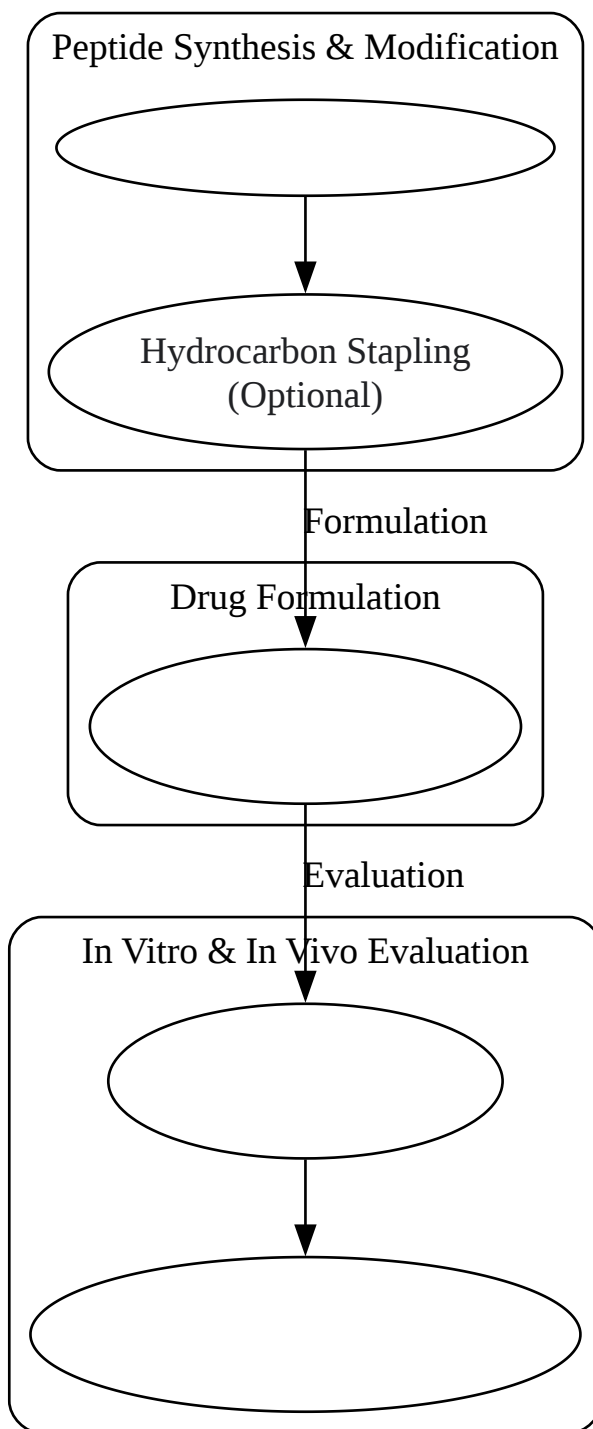 Peptide Synthesis & Modification
Hydrocarbon Stapling
(Optional)
Formulation
Drug Formulation
Evaluation
In Vitro & In Vivo Evaluation